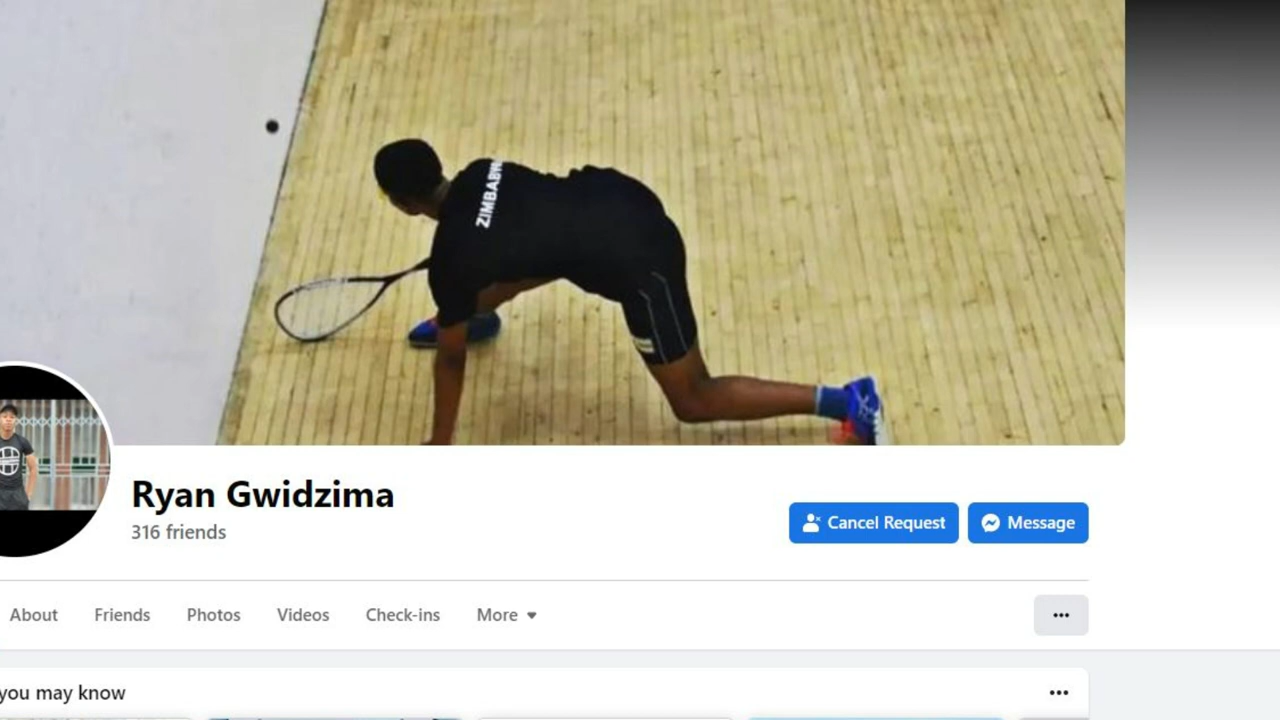 ZIMBABWE
Ryan Gwidzima
316 friends
Cancel Request
Message
About
Friends
Photos
Videos
Check-ins
More
you may know